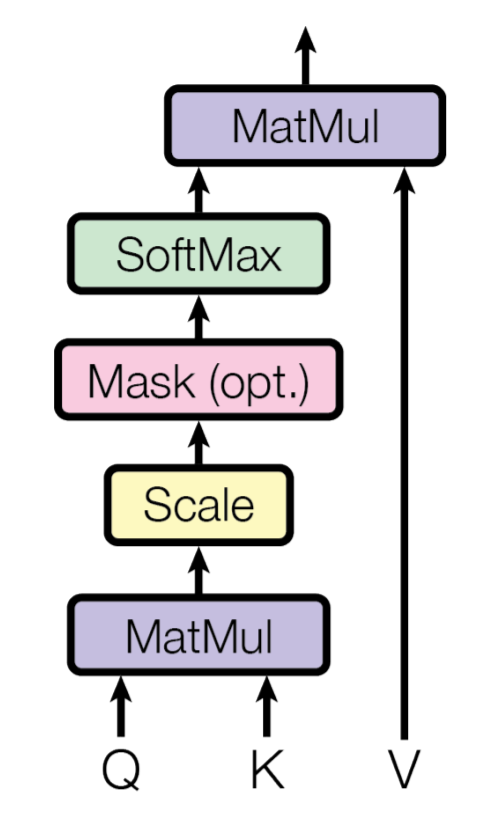 MatMul
SoftMax
Mask (opt.)
Scale
MatMul
Q K V